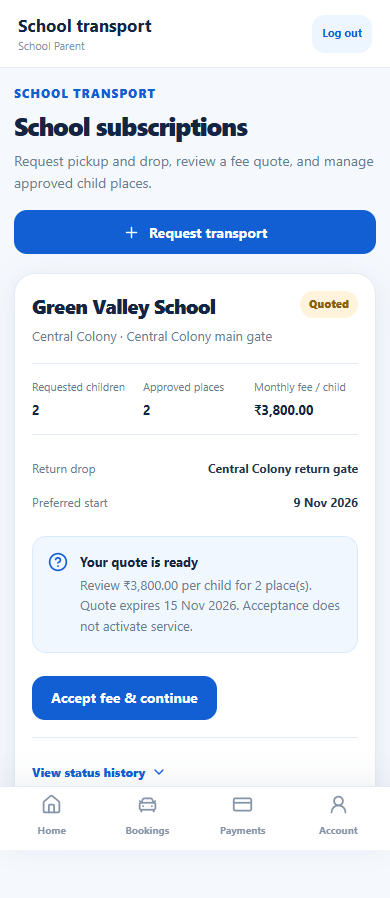 School transport
School Parent
Log out
SCHOOL TRANSPORT
School subscriptions
Request pickup and drop, review a fee quote, and manage
approved child places.
Request transport
Green Valley School
Quoted
Central Colony · Central Colony main gate
Requested children
Approved places
Monthly fee / child
2
2
₹3,800.00
Return drop
Central Colony return gate
Preferred start
9 Nov 2026
Your quote is ready
Review ₹3,800.00 per child for 2 place(s).
Quote expires 15 Nov 2026. Acceptance does
not activate service.
Accept fee & continue
View status history
Home
Bookings
Payments
Account